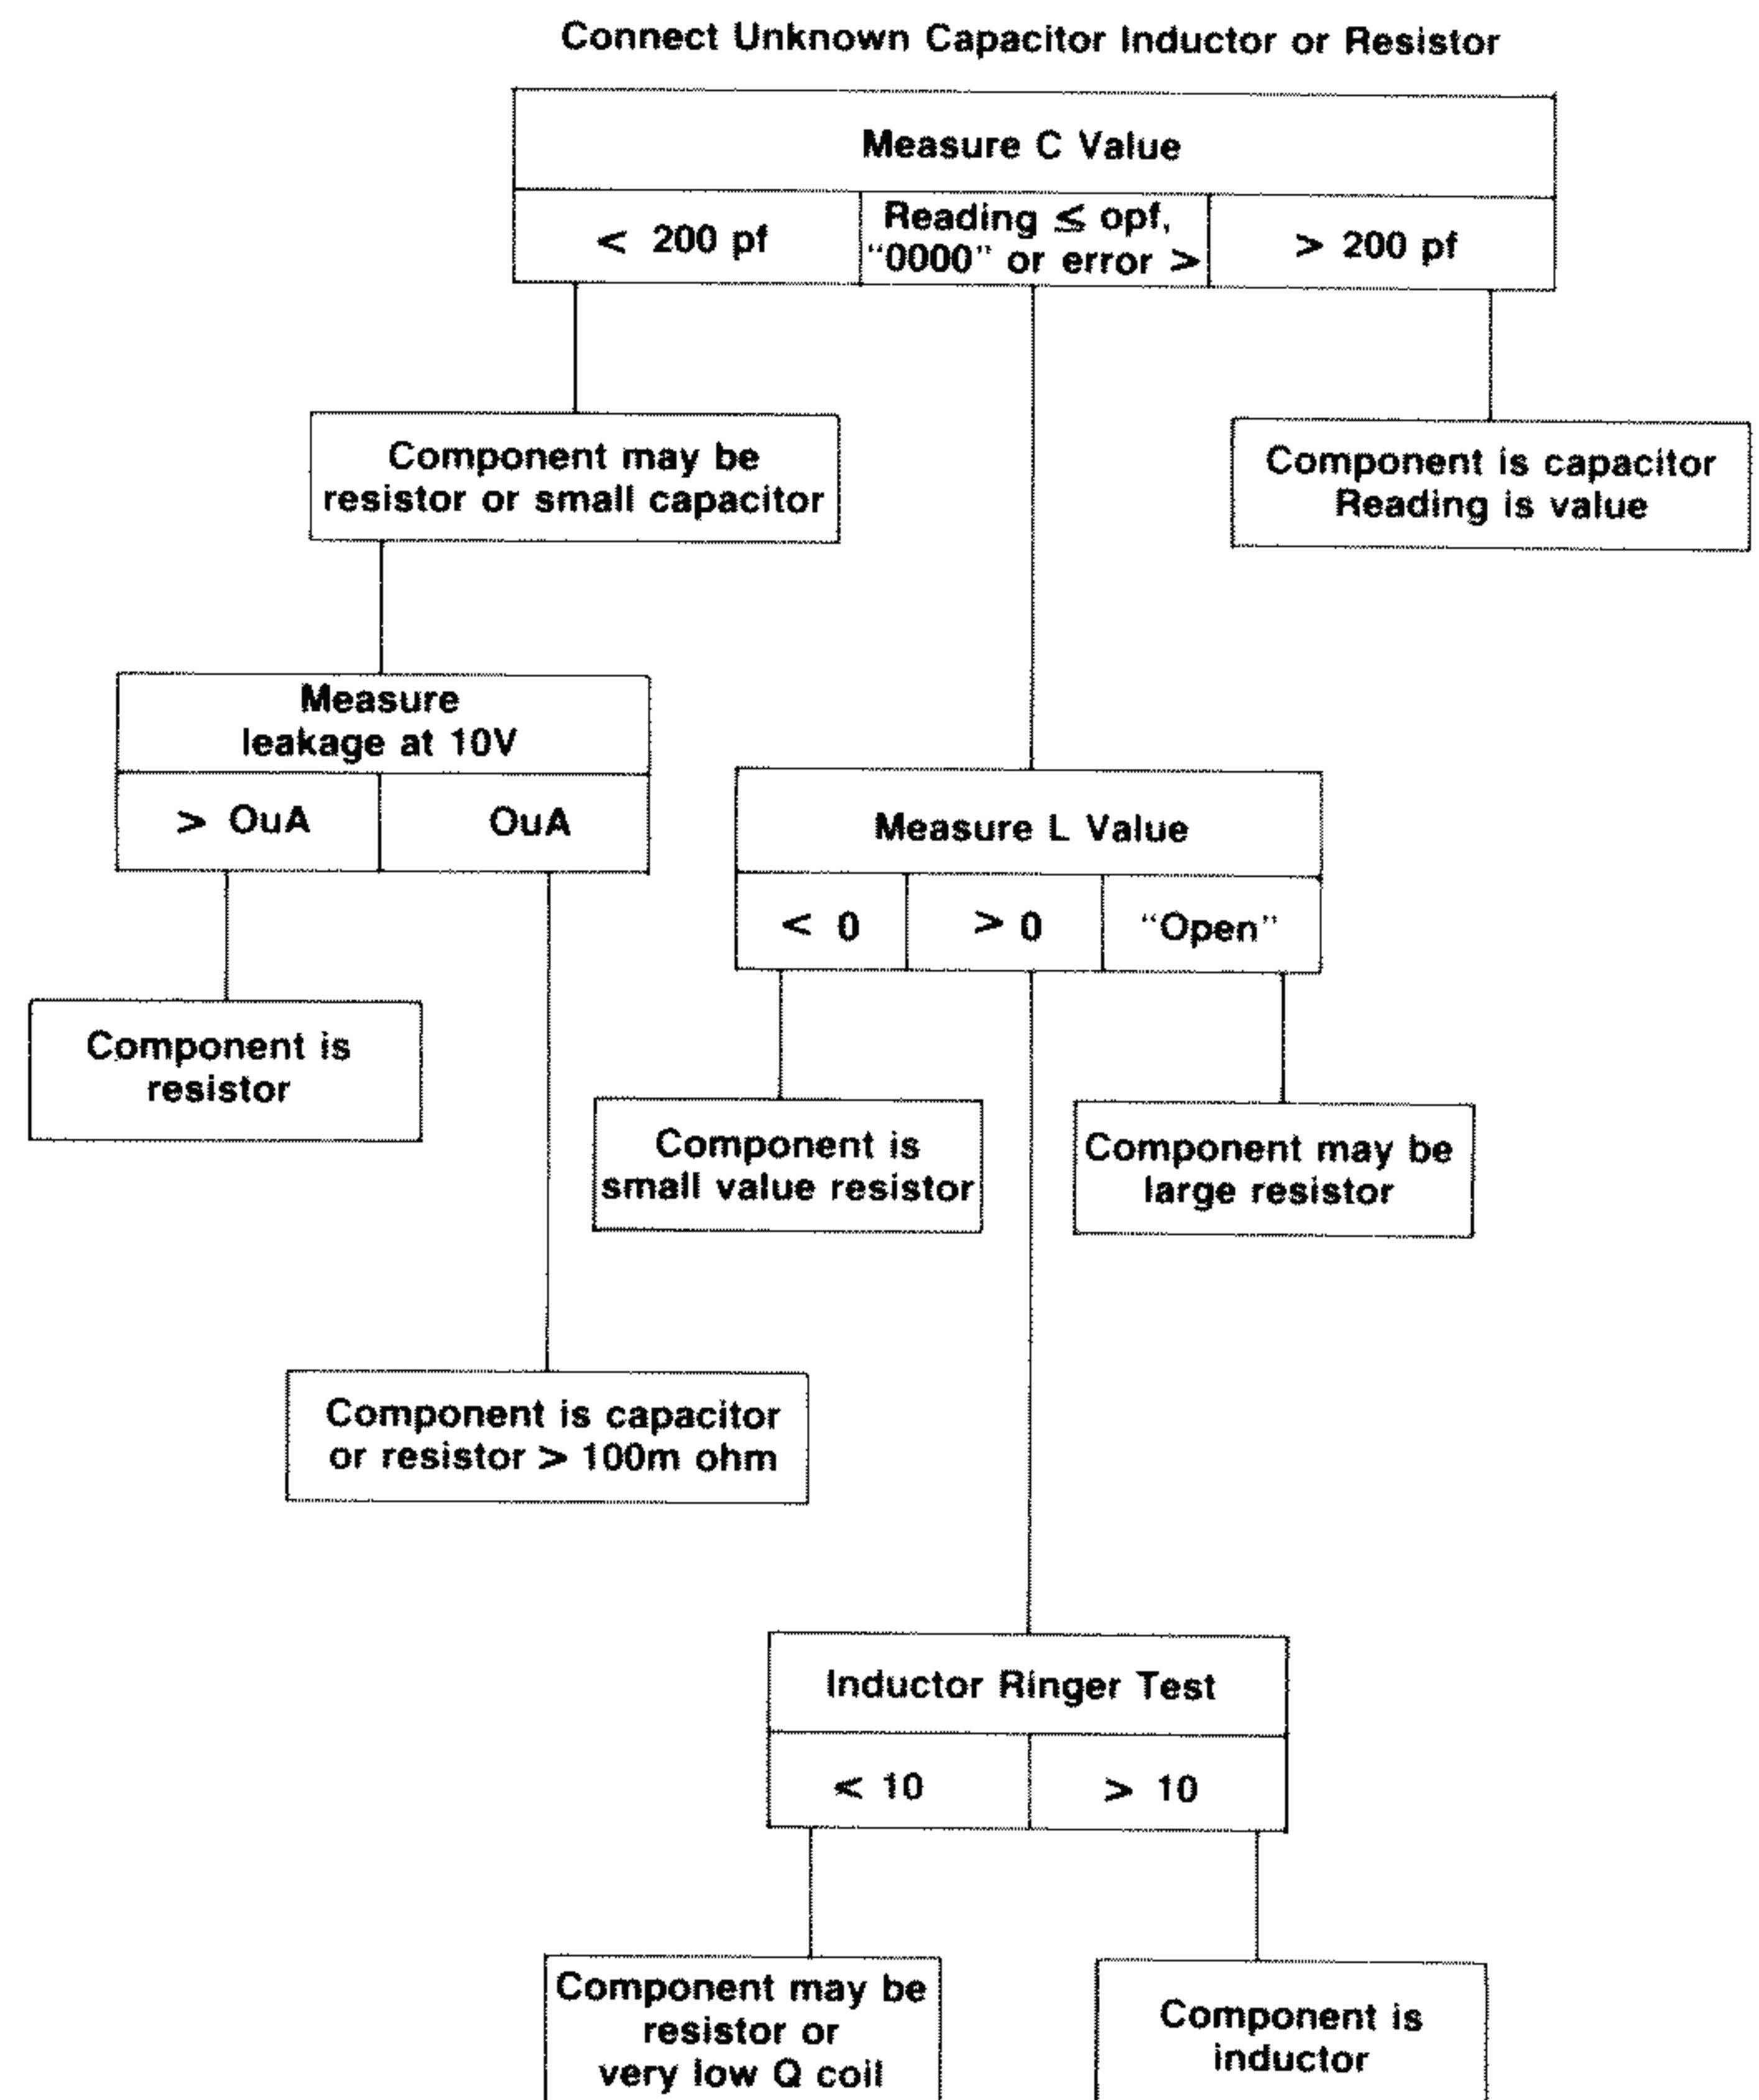 Connect Unknown Capacitor Inductor or Resistor
Measure C Value
< 200 pf
Reading ≤ opf,
“0000” or error >
> 200 pf
Component may be
resistor or small capacitor
Component is capacitor
Reading is value
Measure
leakage at 10V
> OuA
OuA
Measure L Value
< 0
> 0
“Open”
Component is
resistor
Component is
small value resistor
Component may be
large resistor
Component is capacitor
or resistor > 100m ohm
Inductor Ringer Test
< 10
> 10
Component may be
resistor or
very low Q coil
Component is
inductor